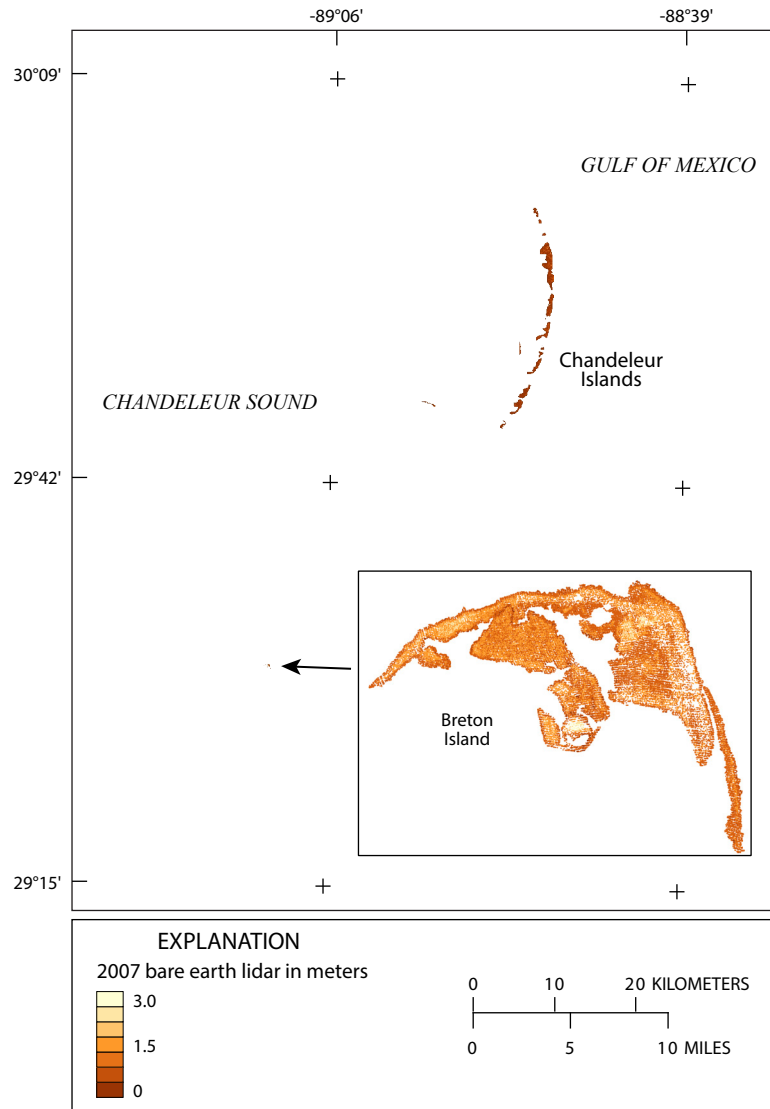 -89°06'
-88°39'
30°09'
GULF OF MEXICO
Chandeleur
Islands
CHANDELEUR SOUND
29°42'
Breton
Island
29°15'
EXPLANATION
2007 bare earth lidar in meters
3.0
1.5
0
0 10 20 KILOMETERS
0 5 10 MILES